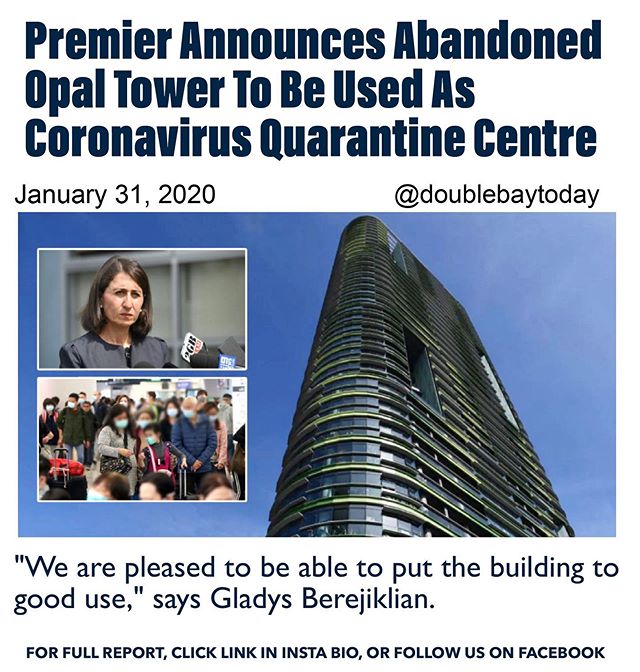 Premier Announces Abandoned
Opal Tower To Be Used As
Coronavirus Quarantine Centre
January 31, 2020 @doublebaytoday
2GB
"We are pleased to be able to put the building to
good use," says Gladys Berejiklian.
FOR FULL REPORT, CLICK LINK IN INSTA BIO, OR FOLLOW US ON FACEBOOK